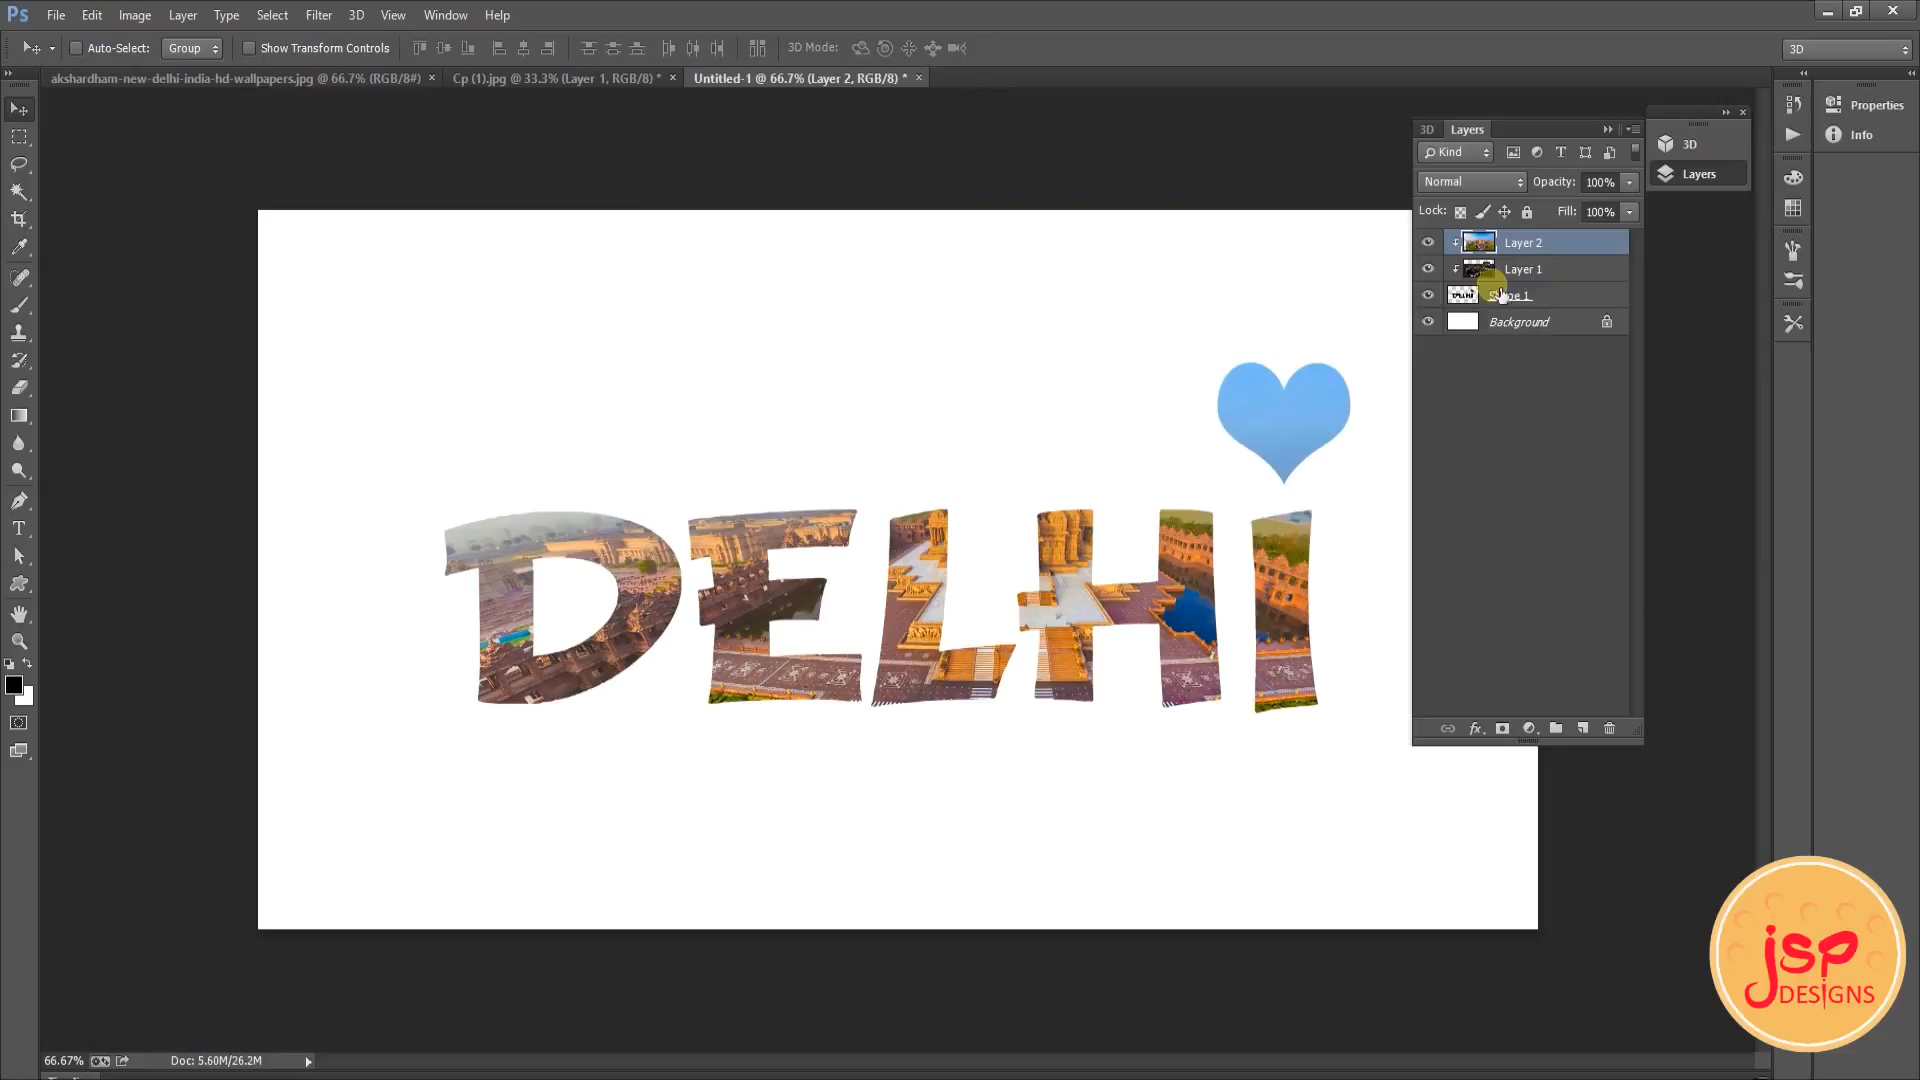 Ps File Edit Image Layer Type Select Filter 3D View Window Help
Auto-Select: Group Show Transform Controls 3D Mode: 3D
akshardham-new-delhi-india-hd-wallpapers.jpg @ 66.7% (RGB/8#) × Cp (1).jpg @ 33.3% (Layer 1, RGB/8) * × Untitled-1 @ 66.7% (Layer 2, RGB/8) * ×
3D Layers
Kind
Normal Opacity: 100%
Lock: Fill: 100%
Layer 2
Layer 1
Background
3D
Layers
Properties
Info
DELHI
jsp
DESIGNS
66.67% Doc: 5.60M/26.2M